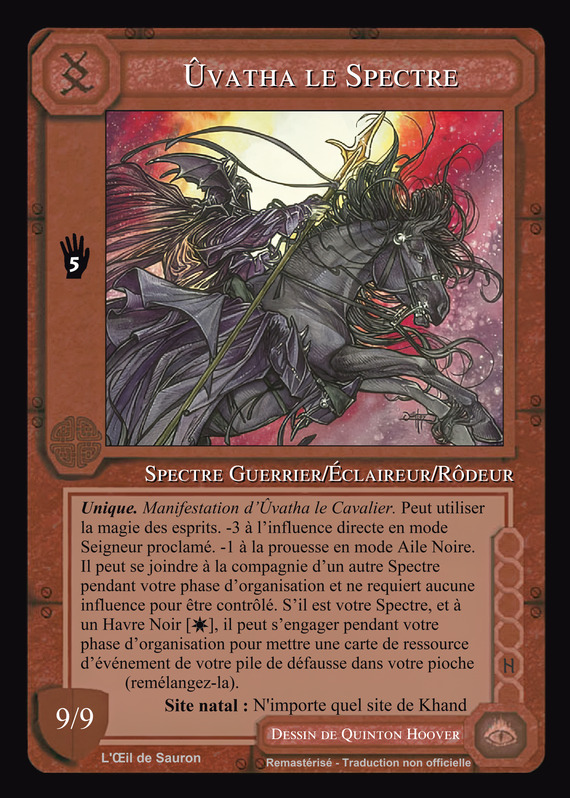 Ûvatha le Spectre
5
Spectre Guerrier/Éclaireur/Rôdeur
Unique. Manifestation d’Ûvatha le Cavalier. Peut utiliser
la magie des esprits. -3 à l’influence directe en mode
Seigneur proclamé. -1 à la prouesse en mode Aile Noire.
Il peut se joindre à la compagnie d’un autre Spectre
pendant votre phase d’organisation et ne requiert aucune
influence pour être contrôlé. S’il est votre Spectre, et à
un Havre Noir [✷], il peut s’engager pendant votre
phase d’organisation pour mettre une carte de ressource
d’événement de votre pile de défausse dans votre pioche
(remélangez-la).
Site natal : N'importe quel site de Khand
9/9
Dessin de Quinton Hoover
L'Œil de Sauron
Remastérisé - Traduction non officielle